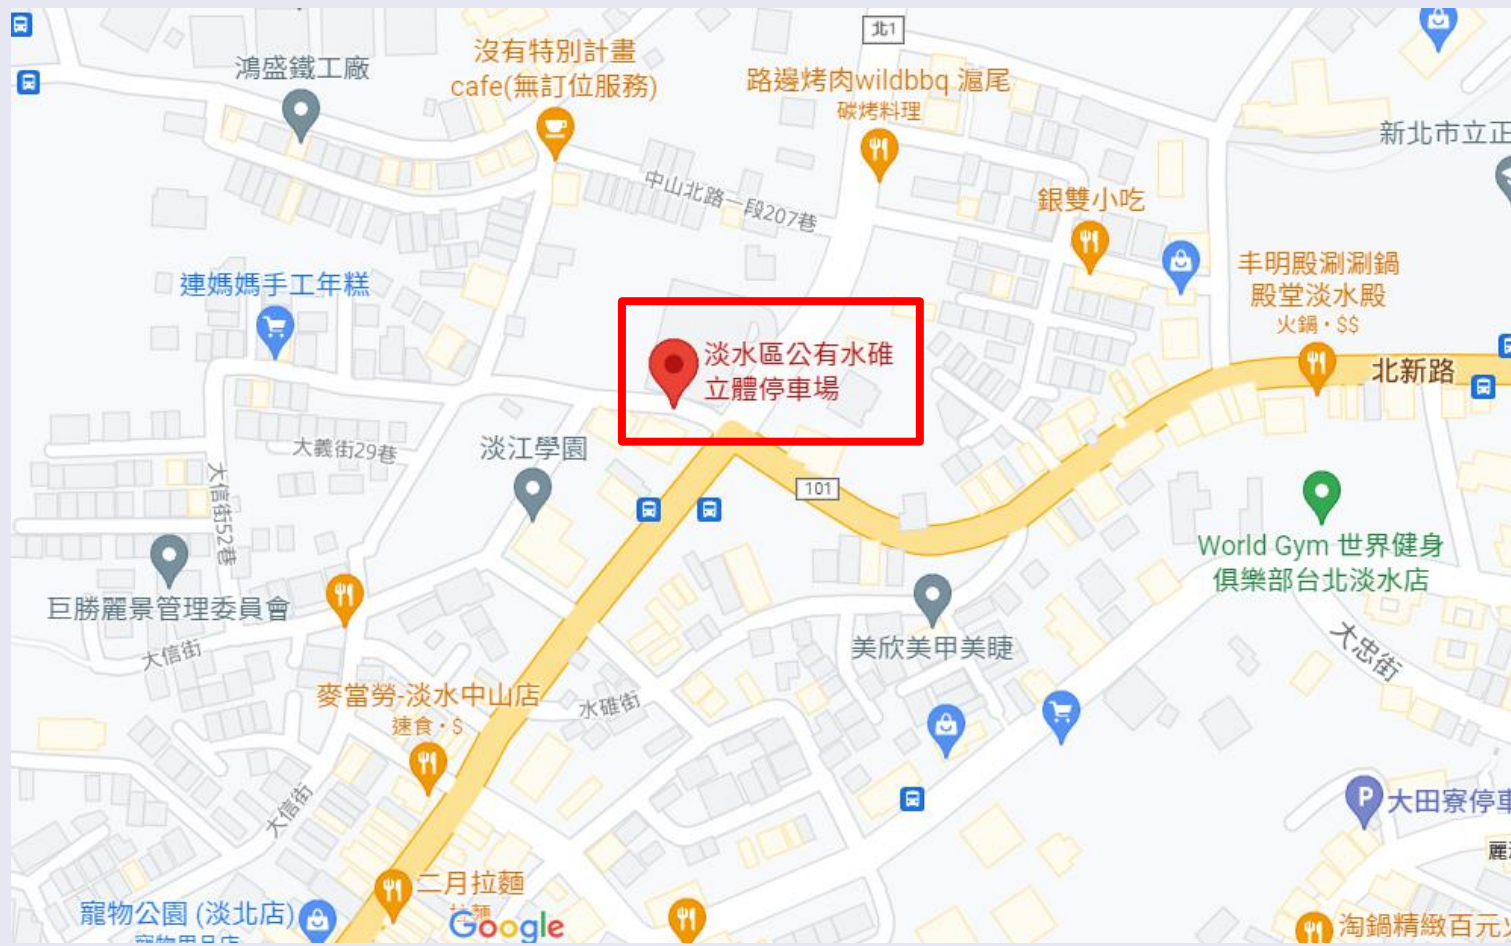 北1
沒有特別計畫
cafe(無訂位服務)
鴻盛鐵工廠
路邊烤肉wildbbq 滬尾
碳烤料理
新北市立正
中山北路一段207巷
銀雙小吃
連媽媽手工年糕
丰明殿涮涮鍋
殿堂淡水殿
火鍋・$$
淡水區公有水碓
立體停車場
北新路
大義街29巷
淡江學園
101
大信街52巷
World Gym 世界健身
俱樂部台北淡水店
巨勝麗景管理委員會
大信街
美欣美甲美睫
大忠街
麥當勞-淡水中山店
速食・$
水碓街
大信街
P
大田寮停車
二月拉麵
拉麵
寵物公園 (淡北店)
寵物用品店
Google
淘鍋精緻百元